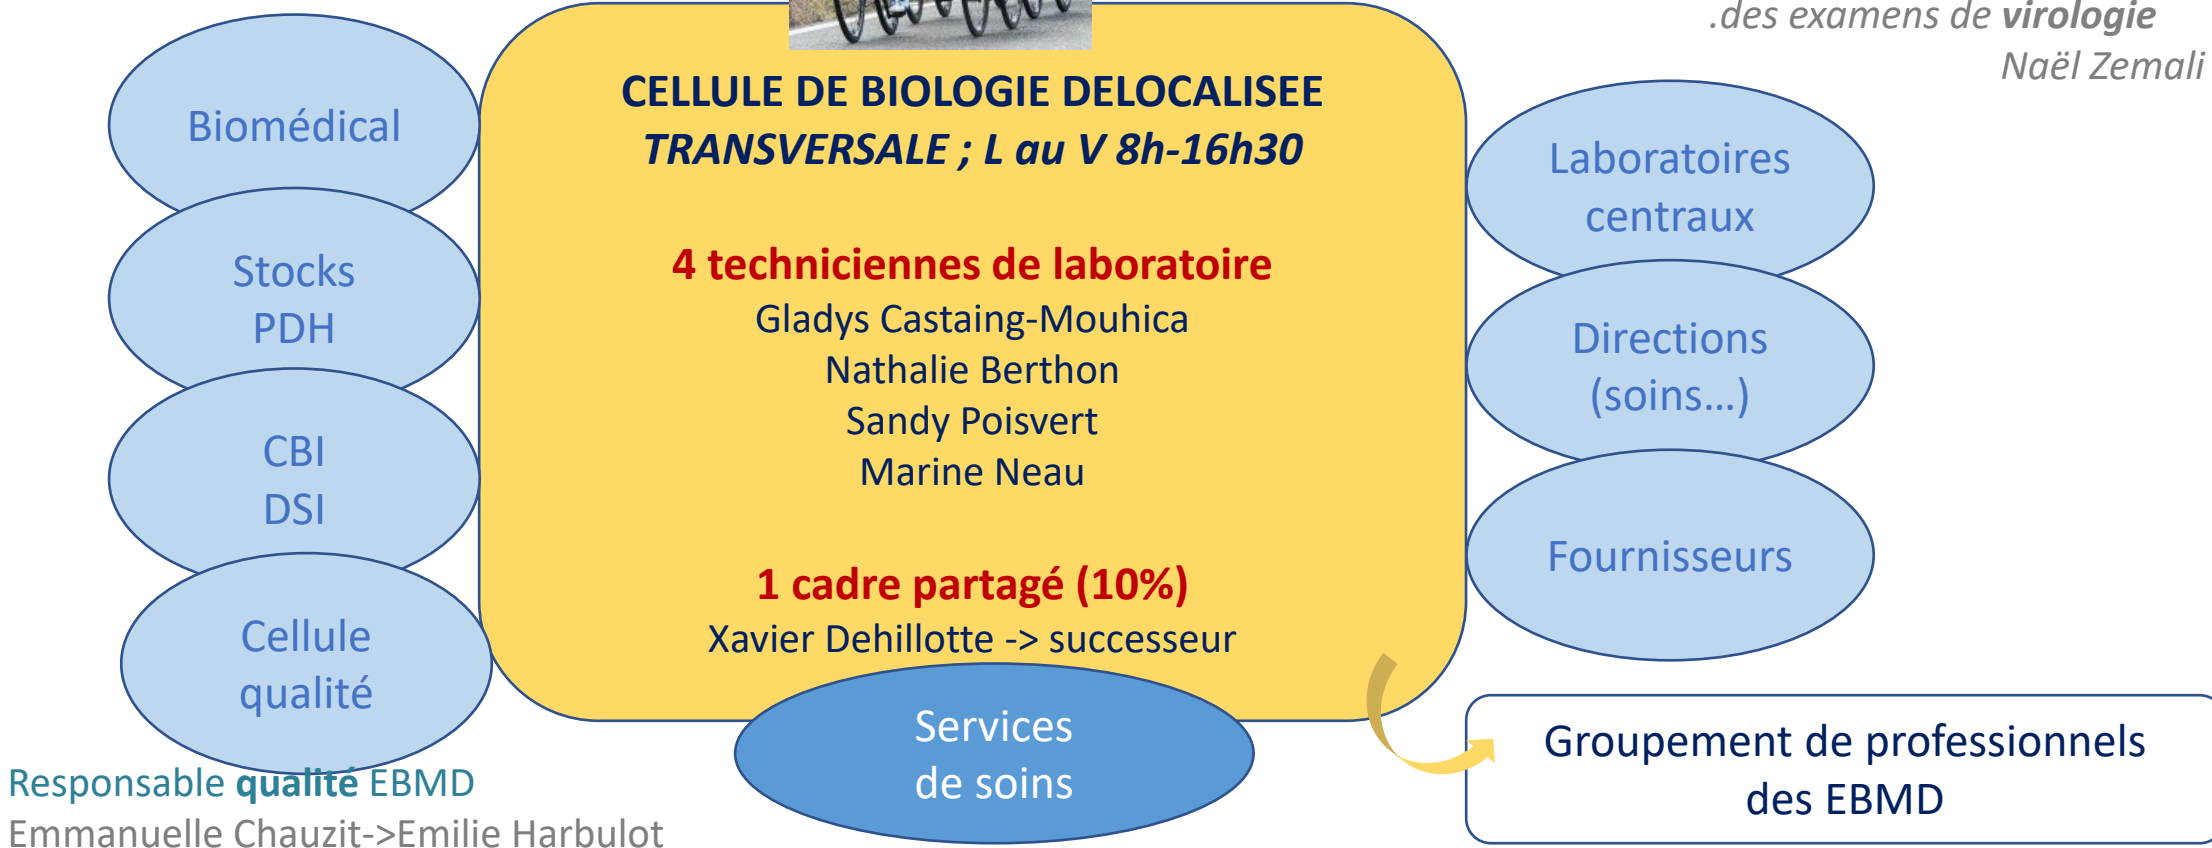 .des examens de virologie
Naël Zemali
CELLULE DE BIOLOGIE DELOCALISEE
TRANSVERSALE ; L au V 8h-16h30
4 techniciennes de laboratoire
Gladys Castaing-Mouhica
Nathalie Berthon
Sandy Poisvert
Marine Neau
1 cadre partagé (10%)
Xavier Dehillotte -> successeur
Biomédical
Stocks
PDH
CBI
DSI
Cellule
qualité
Laboratoires
centraux
Directions
(soins…)
Fournisseurs
Services
de soins
Groupement de professionnels
des EBMD
Responsable qualité EBMD
Emmanuelle Chauzit->Emilie Harbulot